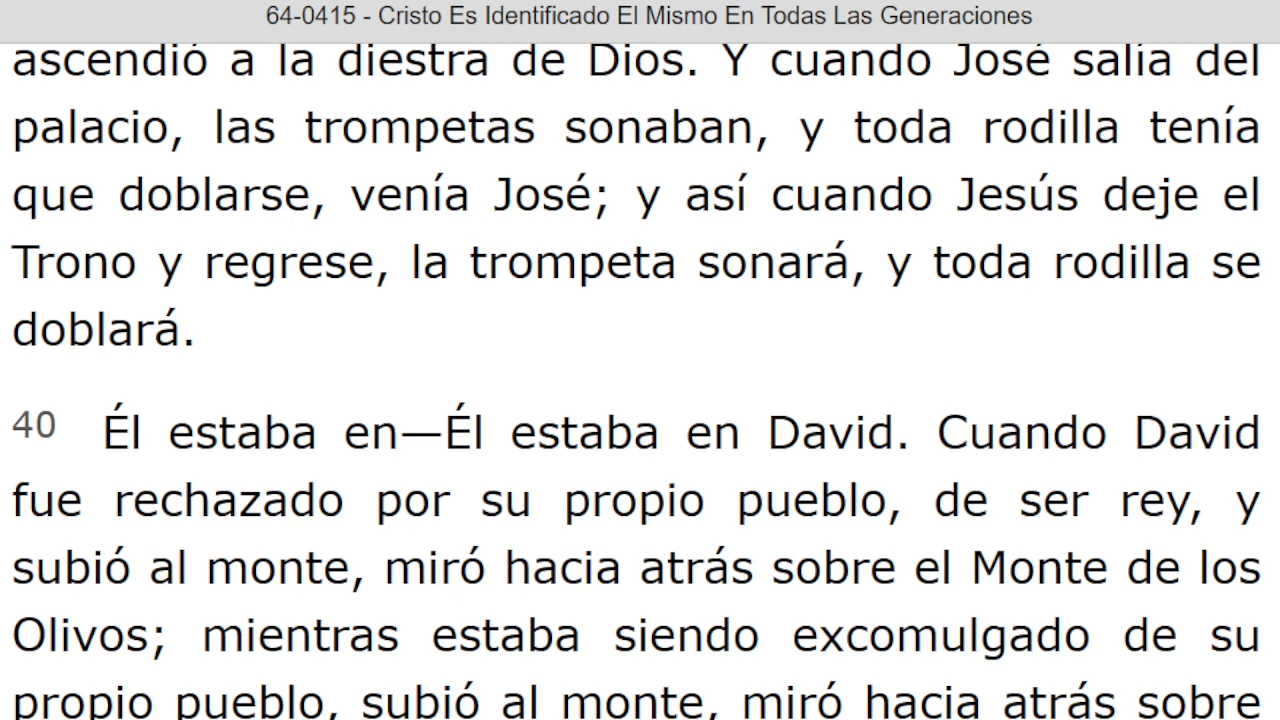 64-0415 - Cristo Es Identificado El Mismo En Todas Las Generaciones
ascendió a la diestra de Dios. Y cuando José salía del
palacio, las trompetas sonaban, y toda rodilla tenía
que doblarse, venía José; y así cuando Jesús deje el
Trono y regrese, la trompeta sonará, y toda rodilla se
doblará.
40 Él estaba en—Él estaba en David. Cuando David
fue rechazado por su propio pueblo, de ser rey, y
subió al monte, miró hacia atrás sobre el Monte de los
Olivos; mientras estaba siendo excomulgado de su
propio pueblo, subió al monte, miró hacia atrás sobre